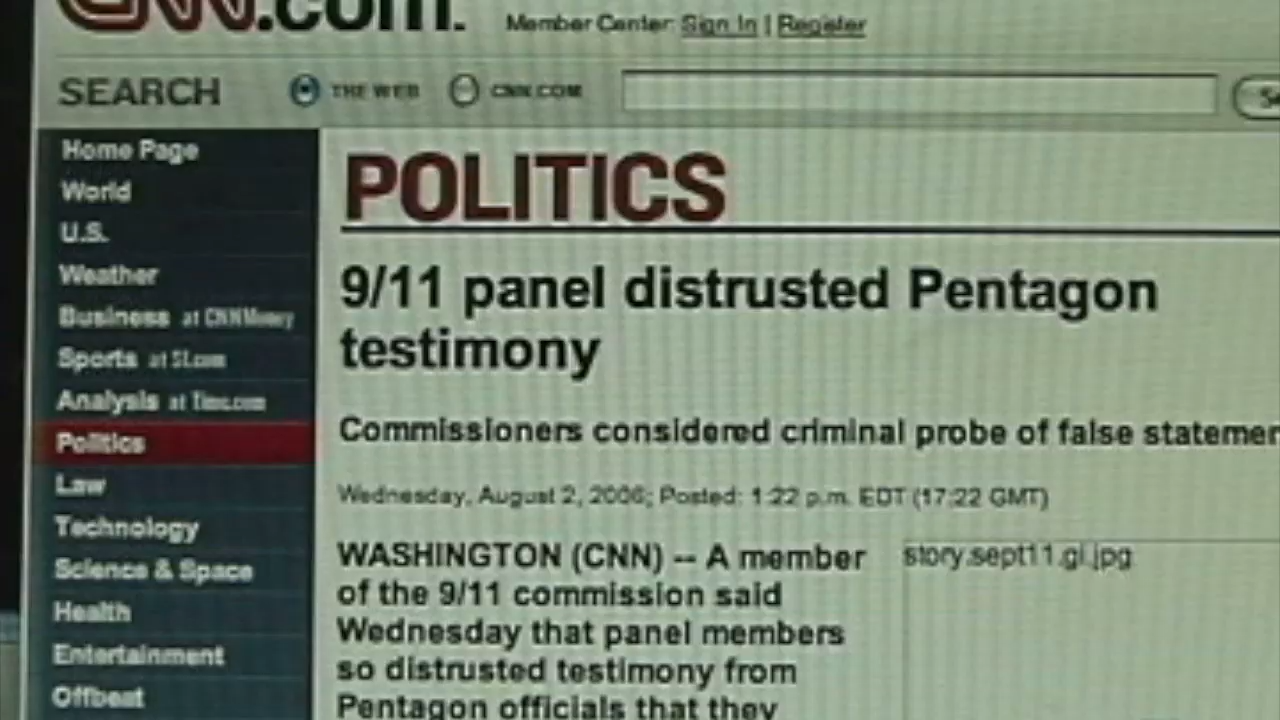 CNN.com.
Member Center: Sign In | Register
SEARCH THE WEB CNN.COM
Home Page
World
U.S.
Weather
Business at CNNMoney
Sports at SI.com
Analysis at Time.com
Politics
Law
Technology
Science & Space
Health
Entertainment
Offbeat
POLITICS
9/11 panel distrusted Pentagon
testimony
Commissioners considered criminal probe of false statemen
Wednesday, August 2, 2006; Posted: 1:22 p.m. EDT (17:22 GMT)
WASHINGTON (CNN) -- A member
of the 9/11 commission said
Wednesday that panel members
so distrusted testimony from
Pentagon officials that they
story.sept11.gi.jpg